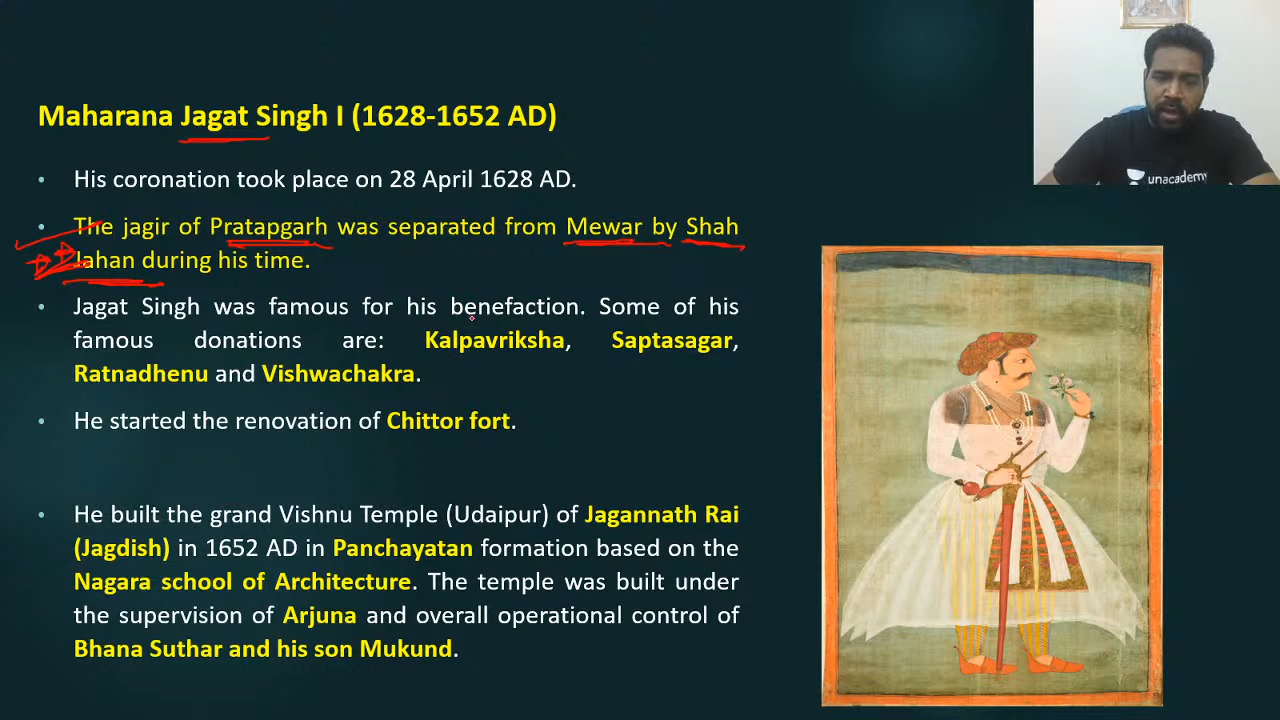 Maharana Jagat Singh I (1628-1652 AD)
• His coronation took place on 28 April 1628 AD.
• The jagir of Pratapgarh was separated from Mewar by Shah
Jahan during his time.
• Jagat Singh was famous for his benefaction. Some of his
famous donations are: Kalpavriksha, Saptasagar,
Ratnadhenu and Vishwachakra.
• He started the renovation of Chittor fort.
• He built the grand Vishnu Temple (Udaipur) of Jagannath Rai
(Jagdish) in 1652 AD in Panchayatan formation based on the
Nagara school of Architecture. The temple was built under
the supervision of Arjuna and overall operational control of
Bhana Suthar and his son Mukund.
unacademy